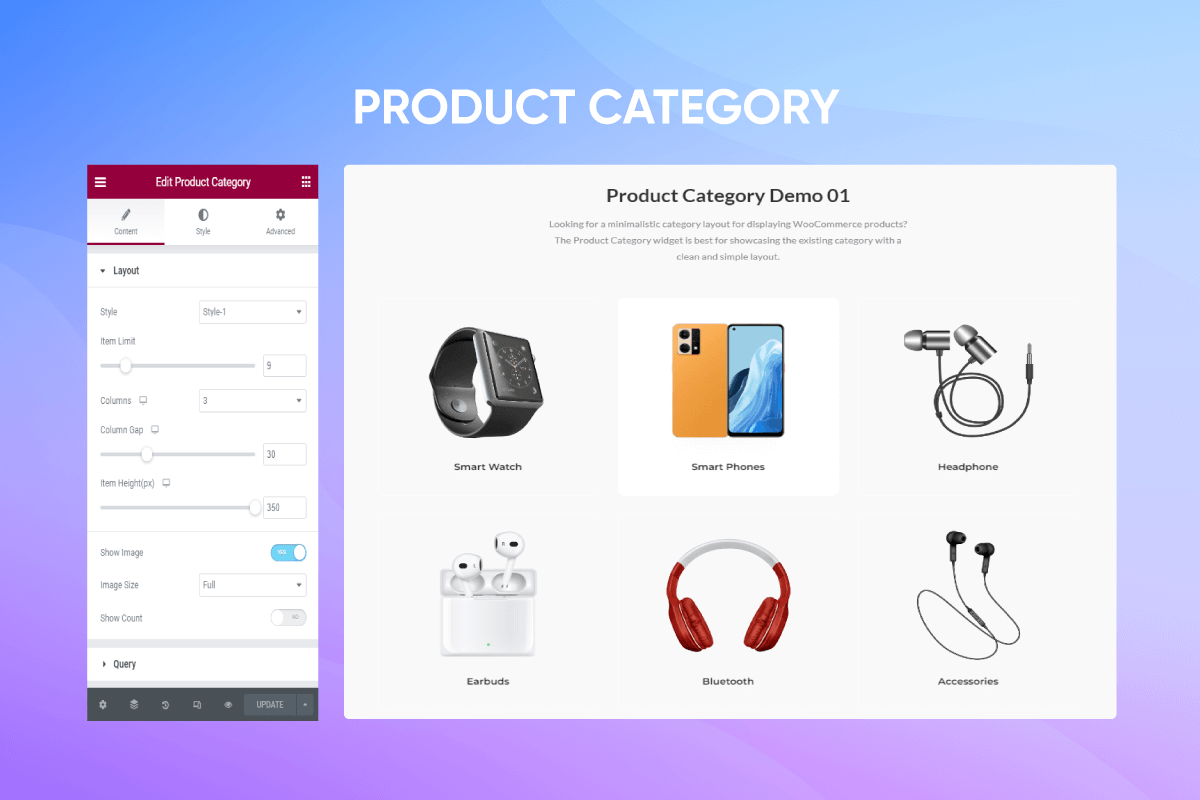 PRODUCT CATEGORY
Edit Product Category
Content
Style
Advanced
Layout
Style
Style-1
Item Limit
9
Columns
3
Column Gap
30
Item Height(px)
350
Show Image
YES
Image Size
Full
Show Count
NO
Query
UPDATE
Product Category Demo 01
Looking for a minimalistic category layout for displaying WooCommerce products?
The Product Category widget is best for showcasing the existing category with a
clean and simple layout.
Smart Watch
Smart Phones
Headphone
Earbuds
Bluetooth
Accessories